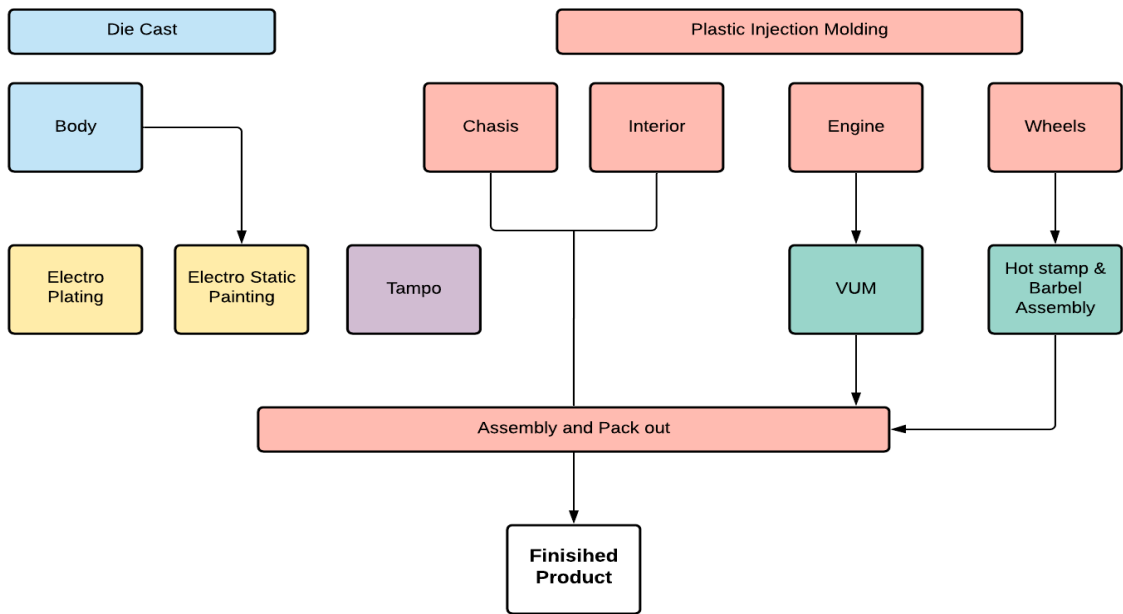 Die Cast
Plastic Injection Molding
Body
Chasis
Interior
Engine
Wheels
Electro
Plating
Electro Static
Painting
Tampo
VUM
Hot stamp &
Barbel
Assembly
Assembly and Pack out
Finisihed
Product